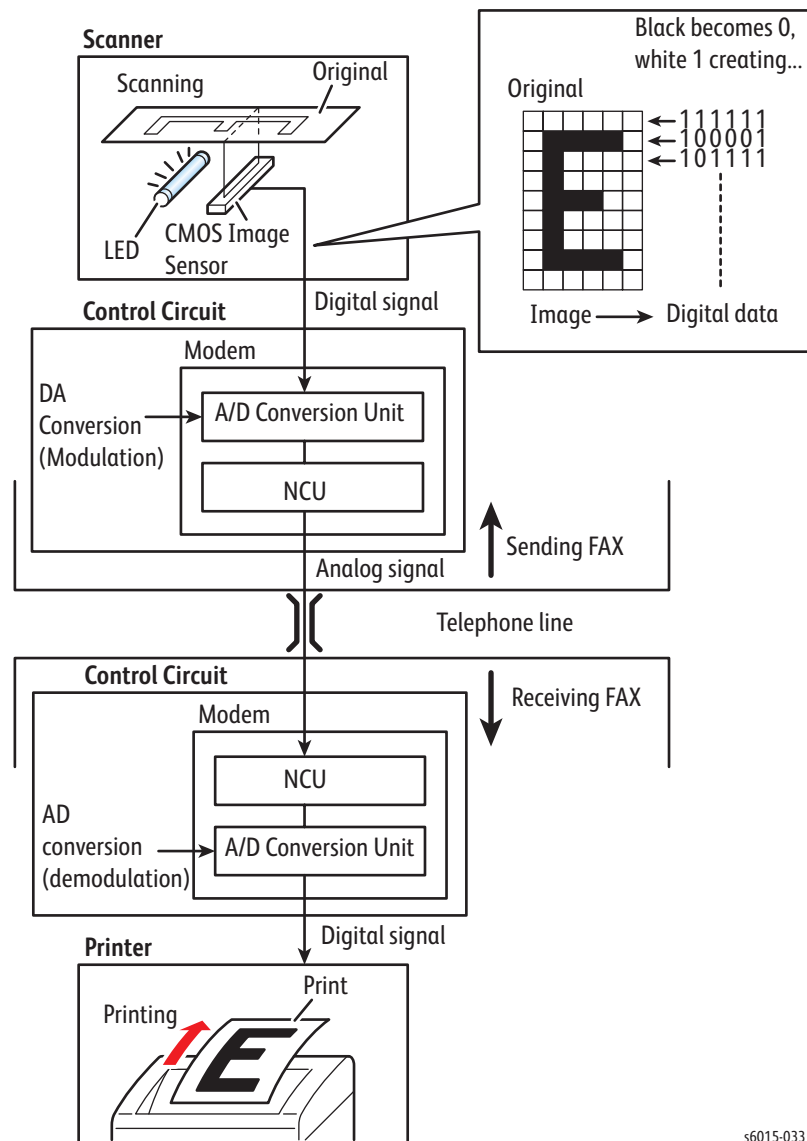 Scanner
Scanning
Original
LED
CMOS Image
Sensor
Black becomes 0,
white 1 creating...
Original
111111
100001
101111
Image
Digital data
Digital signal
Control Circuit
Modem
DA
Conversion
(Modulation)
A/D Conversion Unit
NCU
Sending FAX
Analog signal
Telephone line
Control Circuit
Receiving FAX
Modem
NCU
AD
conversion
(demodulation)
A/D Conversion Unit
Digital signal
Printer
Print
Printing
E
s6015-033